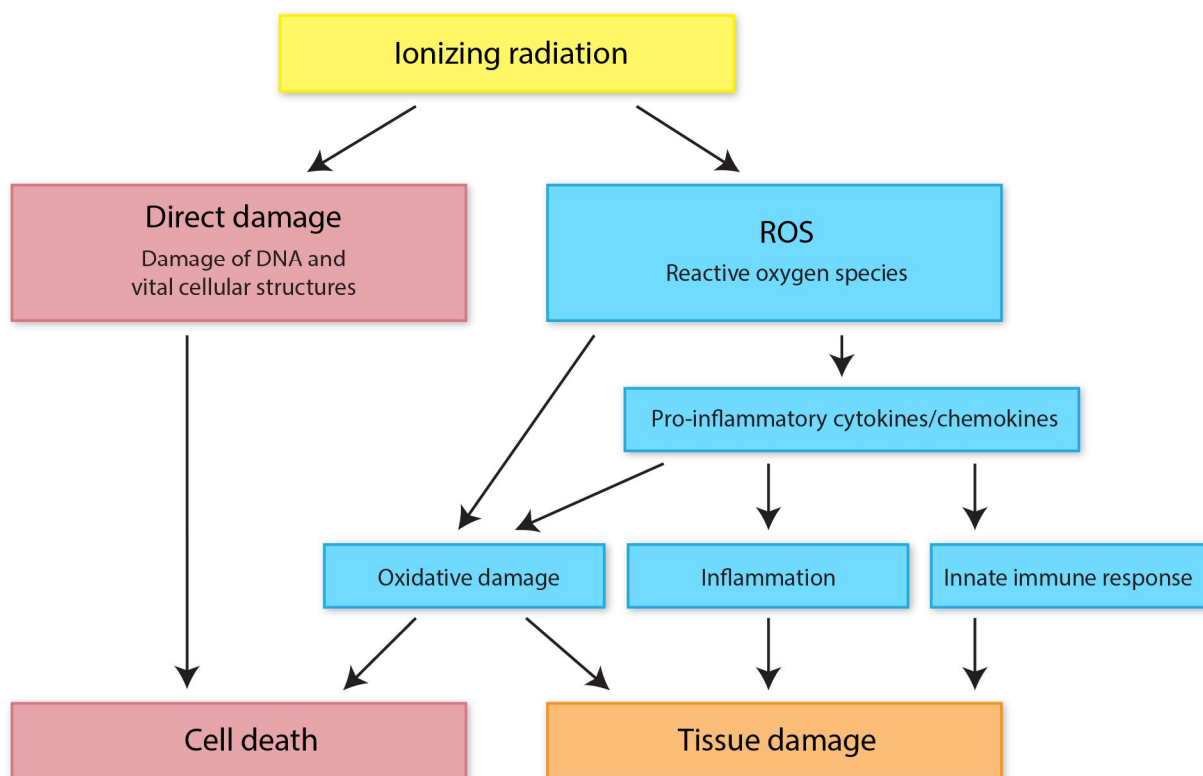 Ionizing radiation
Direct damage
Damage of DNA and
vital cellular structures
ROS
Reactive oxygen species
Pro-inflammatory cytokines/chemokines
Oxidative damage
Inflammation
Innate immune response
Cell death
Tissue damage